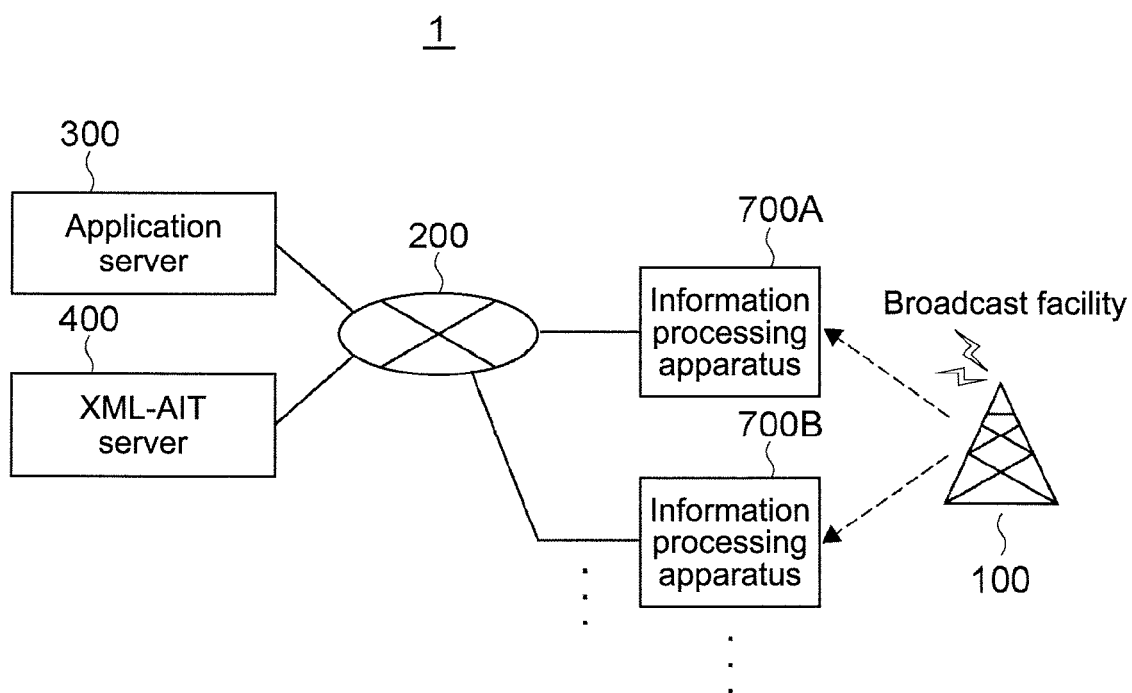 1
300
Application
server
400
XML-AIT
server
200
700A
Information
processing
apparatus
700B
Information
processing
apparatus
Broadcast facility
100